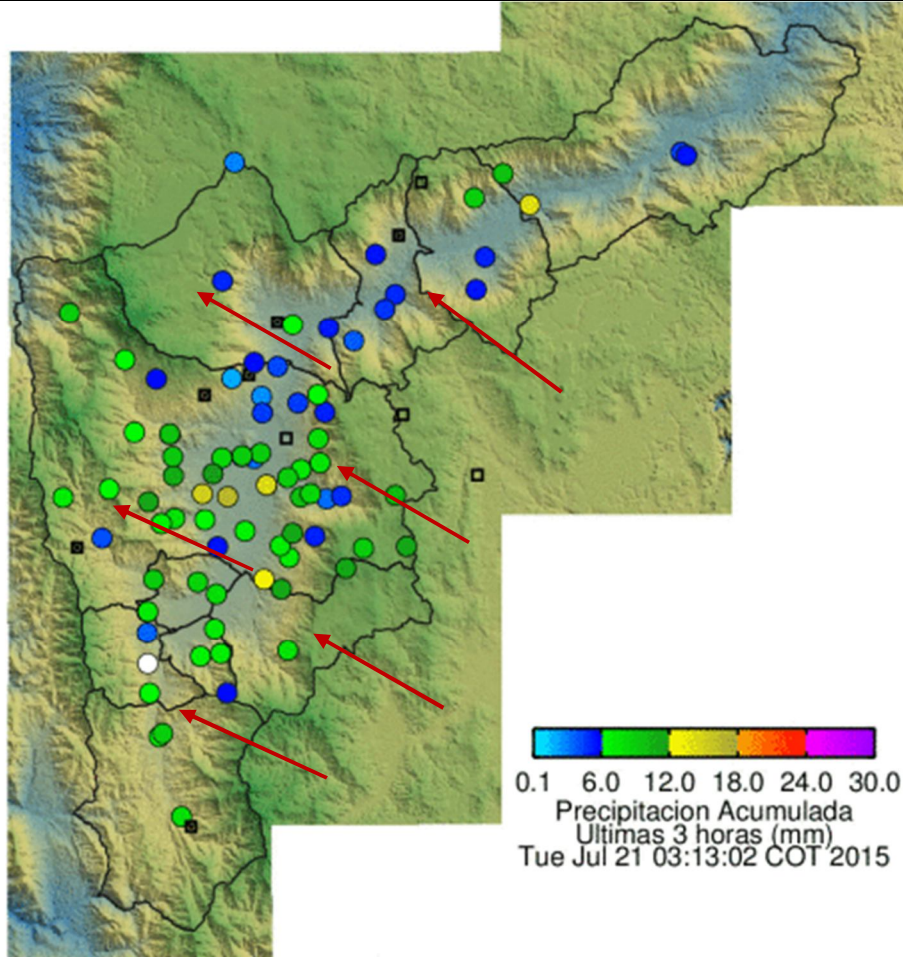 0.1 6.0 12.0 18.0 24.0 30.0
Precipitacion Acumulada
Ultimas 3 horas (mm)
Tue Jul 21 03:13:02 COT 2015